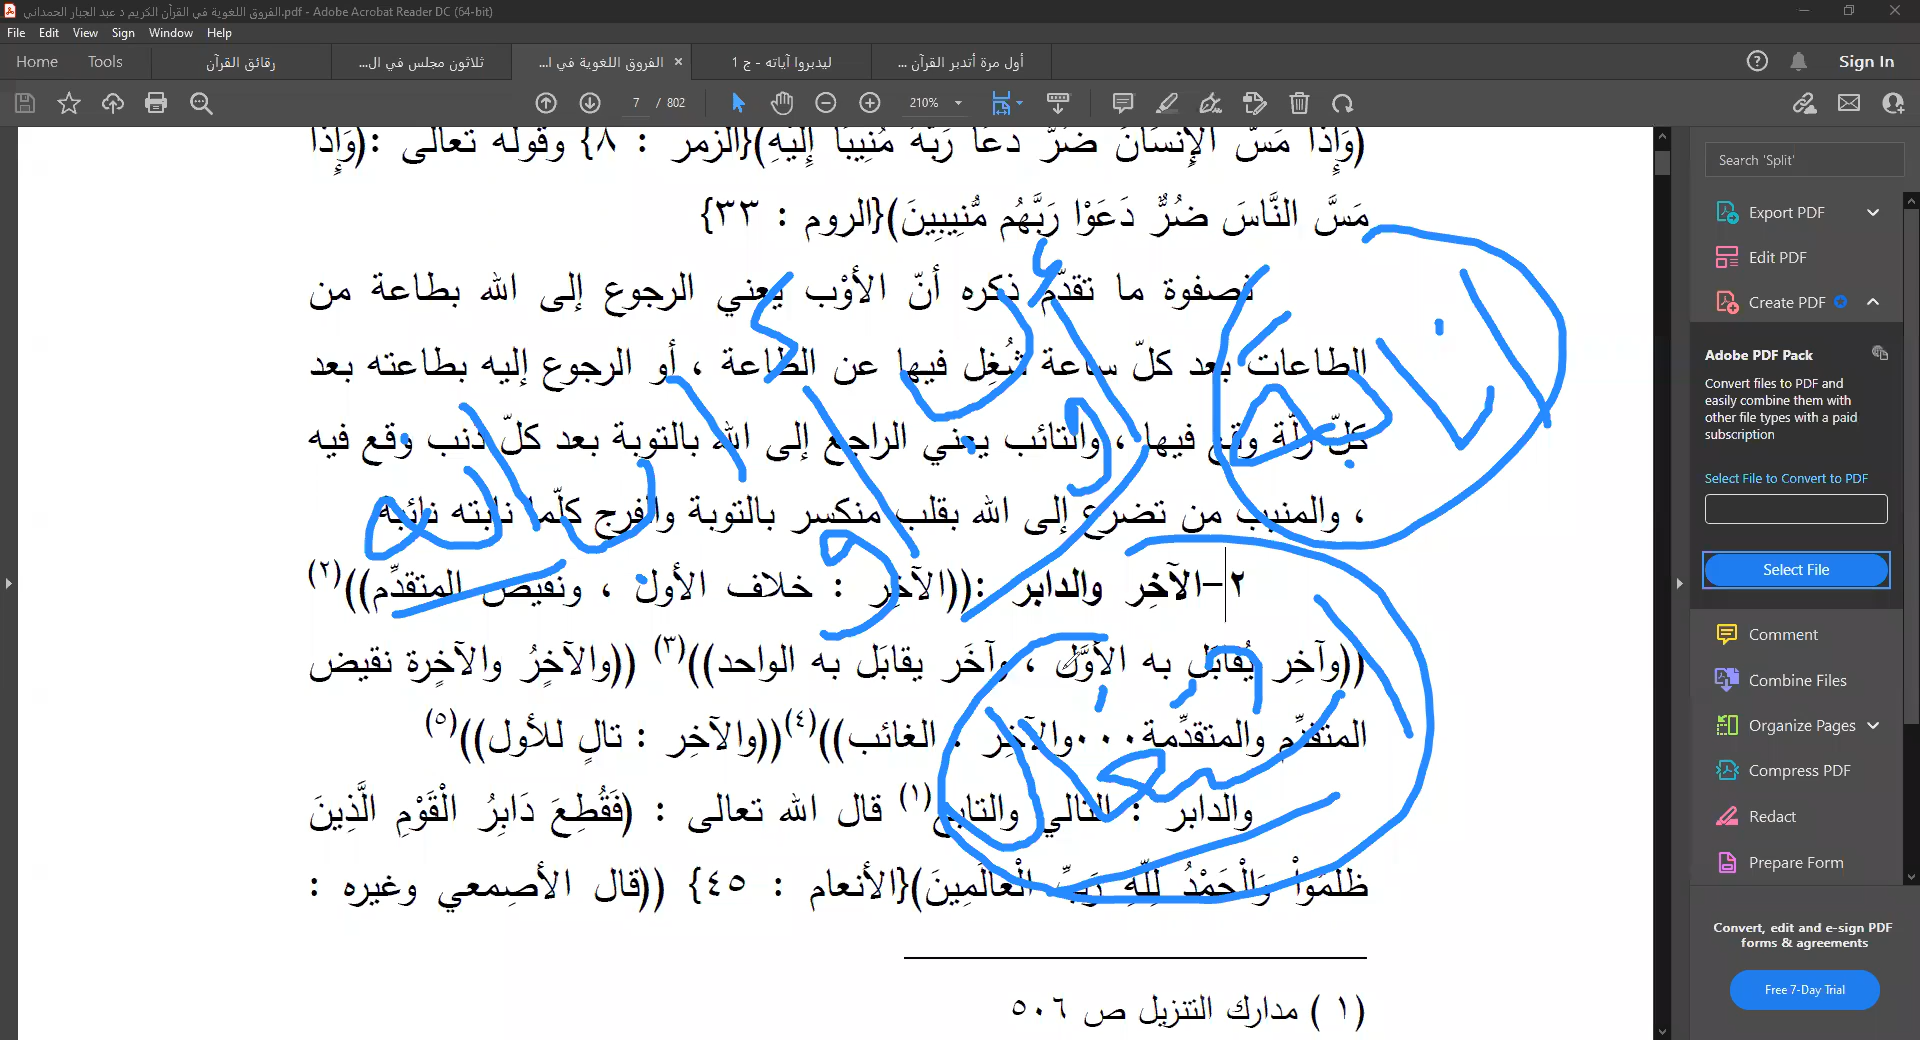 الفروق اللغوية في القرآن الكريم د عبد الجبار الحمداني.pdf - Adobe Acrobat Reader DC (64-bit)
File Edit View Sign Window Help
Home Tools رقائق القرآن ثلاثون مجلس في ال... الفروق اللغوية في ا... × ليدبروا آياته - ج 1 أول مرة أتدبر القرآن ... Sign In
7 / 802 210%
(وَإِذَا مَسَّ الْإِنسَانَ ضُرٌّ دَعَا رَبَّهُ مُنِيبًا إِلَيْهِ){الزمر : ٨} وقوله تعالى :(وَإِذَا
مَسَّ النَّاسَ ضُرٌّ دَعَوْا رَبَّهُم مُّنِيبِينَ){الروم : ٣٣}
فصفوة ما تقدّم ذكره أنّ الأوْب يعني الرجوع إلى الله بطاعة من
الطاعات بعد كلّ ساعة شُغِل فيها عن الطاعة ، أو الرجوع إليه بطاعته بعد
كلّ زلّة وقع فيها ، والتائب يعني الراجع إلى الله بالتوبة بعد كلّ ذنب وقع فيه
، والمنيب من تضرع إلى الله بقلب منكسر بالتوبة والفرج كلّما نابته نائبة
٢-الآخِر والدابر :((الآخِر : خلاف الأول ، ونقيض المتقدِّم))(٢)
((وآخِر يُقابَل به الأوَّل ، وآخَر يقابَل به الواحد))(٣) ((والآخِرُ والآخِرة نقيض
المتقدِّم والمتقدِّمة٠٠٠والآخِر : الغائب))(٤)((والآخِر : تالٍ للأول))(٥)
والدابر : التالي والتابع(١) قال الله تعالى : (فَقُطِعَ دَابِرُ الْقَوْمِ الَّذِينَ
ظَلَمُواْ وَالْحَمْدُ لِلّهِ رَبِّ الْعَالَمِينَ){الأنعام : ٤٥} ((قال الأصمعي وغيره :
(١ ) مدارك التنزيل ص ٥٠٦
إنابة
Search 'Split'
Export PDF
Edit PDF
Create PDF
Adobe PDF Pack
Convert files to PDF and
easily combine them with
other file types with a paid
subscription
Select File to Convert to PDF
Select File
Comment
Combine Files
Organize Pages
Compress PDF
Redact
Prepare Form
Convert, edit and e-sign PDF
forms & agreements
Free 7-Day Trial